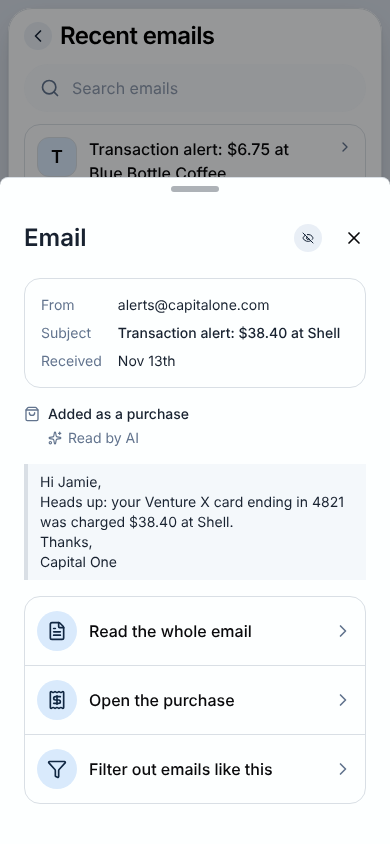 Recent emails
Search emails
T
Transaction alert: $6.75 at
Blue Bottle Coffee
Email
From alerts@capitalone.com
Subject Transaction alert: $38.40 at Shell
Received Nov 13th
Added as a purchase
Read by AI
Hi Jamie,
Heads up: your Venture X card ending in 4821
was charged $38.40 at Shell.
Thanks,
Capital One
Read the whole email
Open the purchase
Filter out emails like this